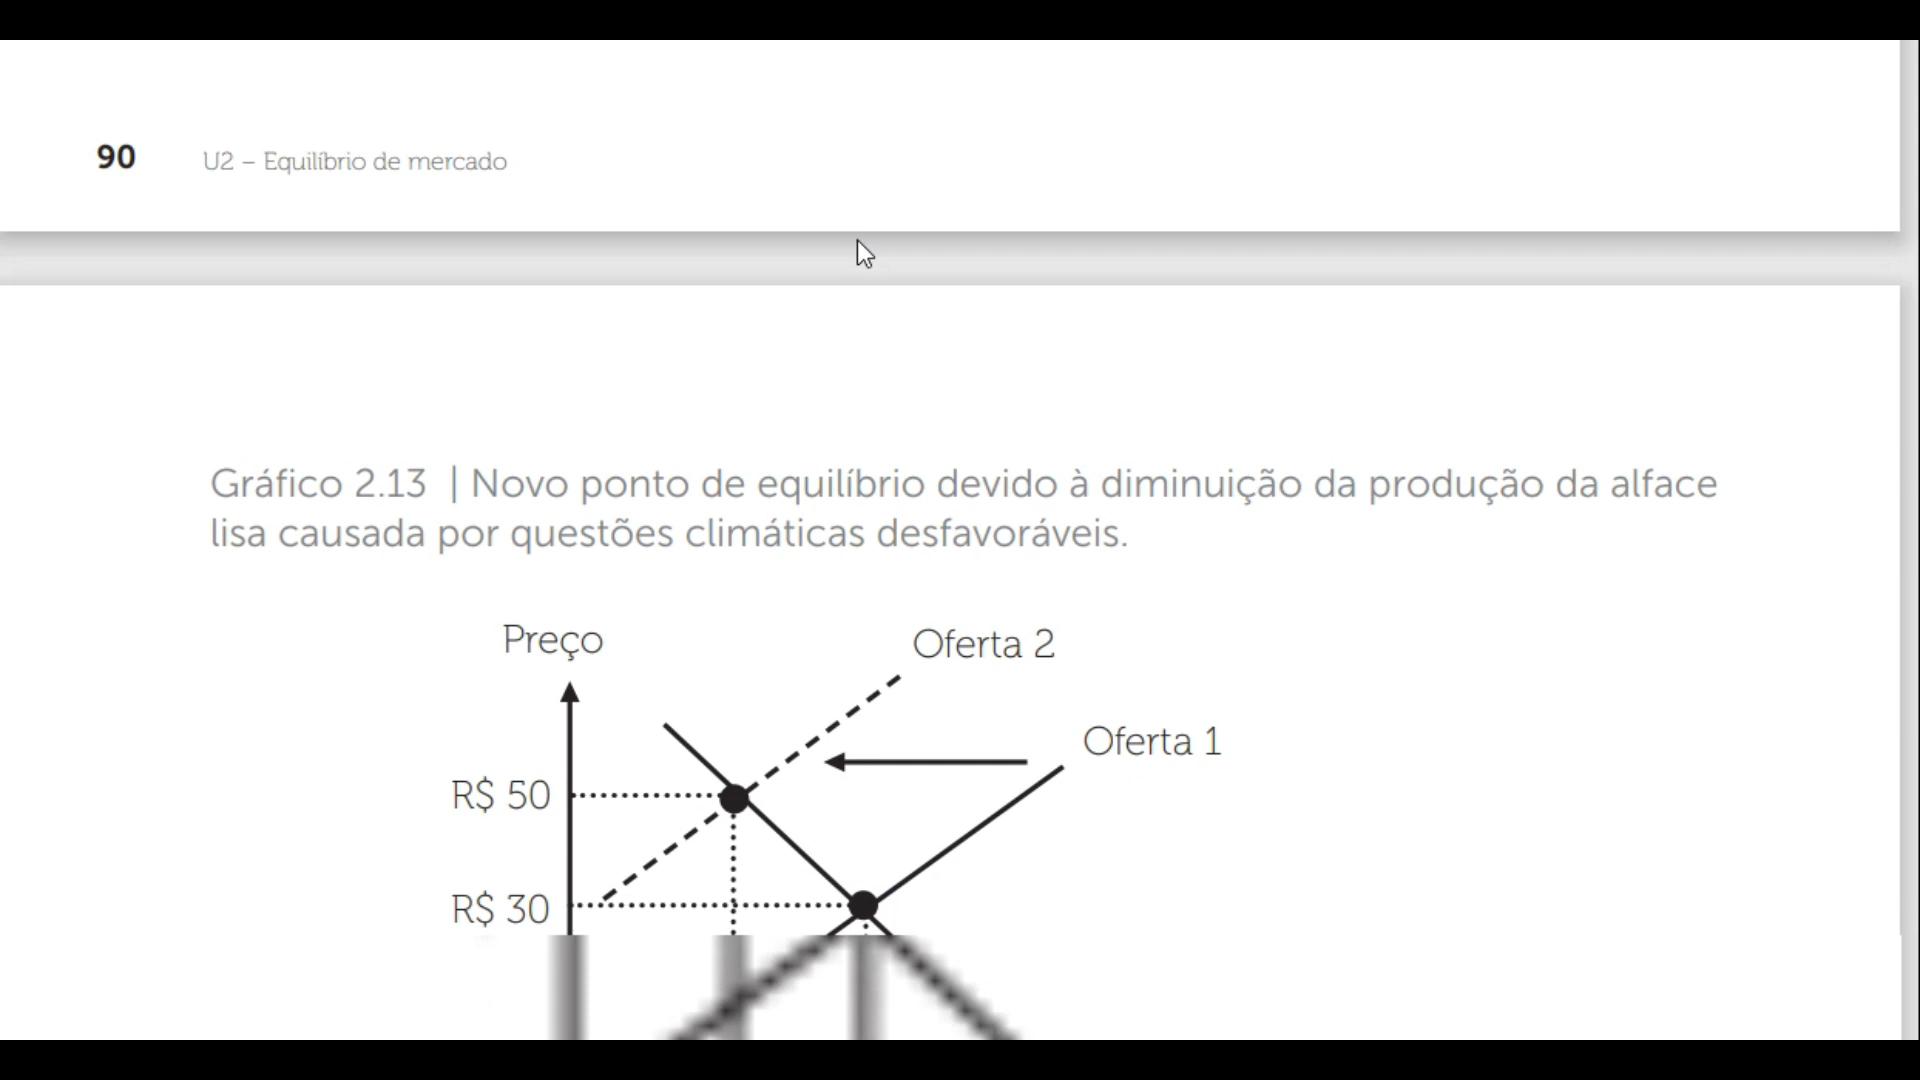 90 U2 – Equilíbrio de mercado
Gráfico 2.13 | Novo ponto de equilíbrio devido à diminuição da produção da alface
lisa causada por questões climáticas desfavoráveis.
Preço
Oferta 2
Oferta 1
R$ 50
R$ 30